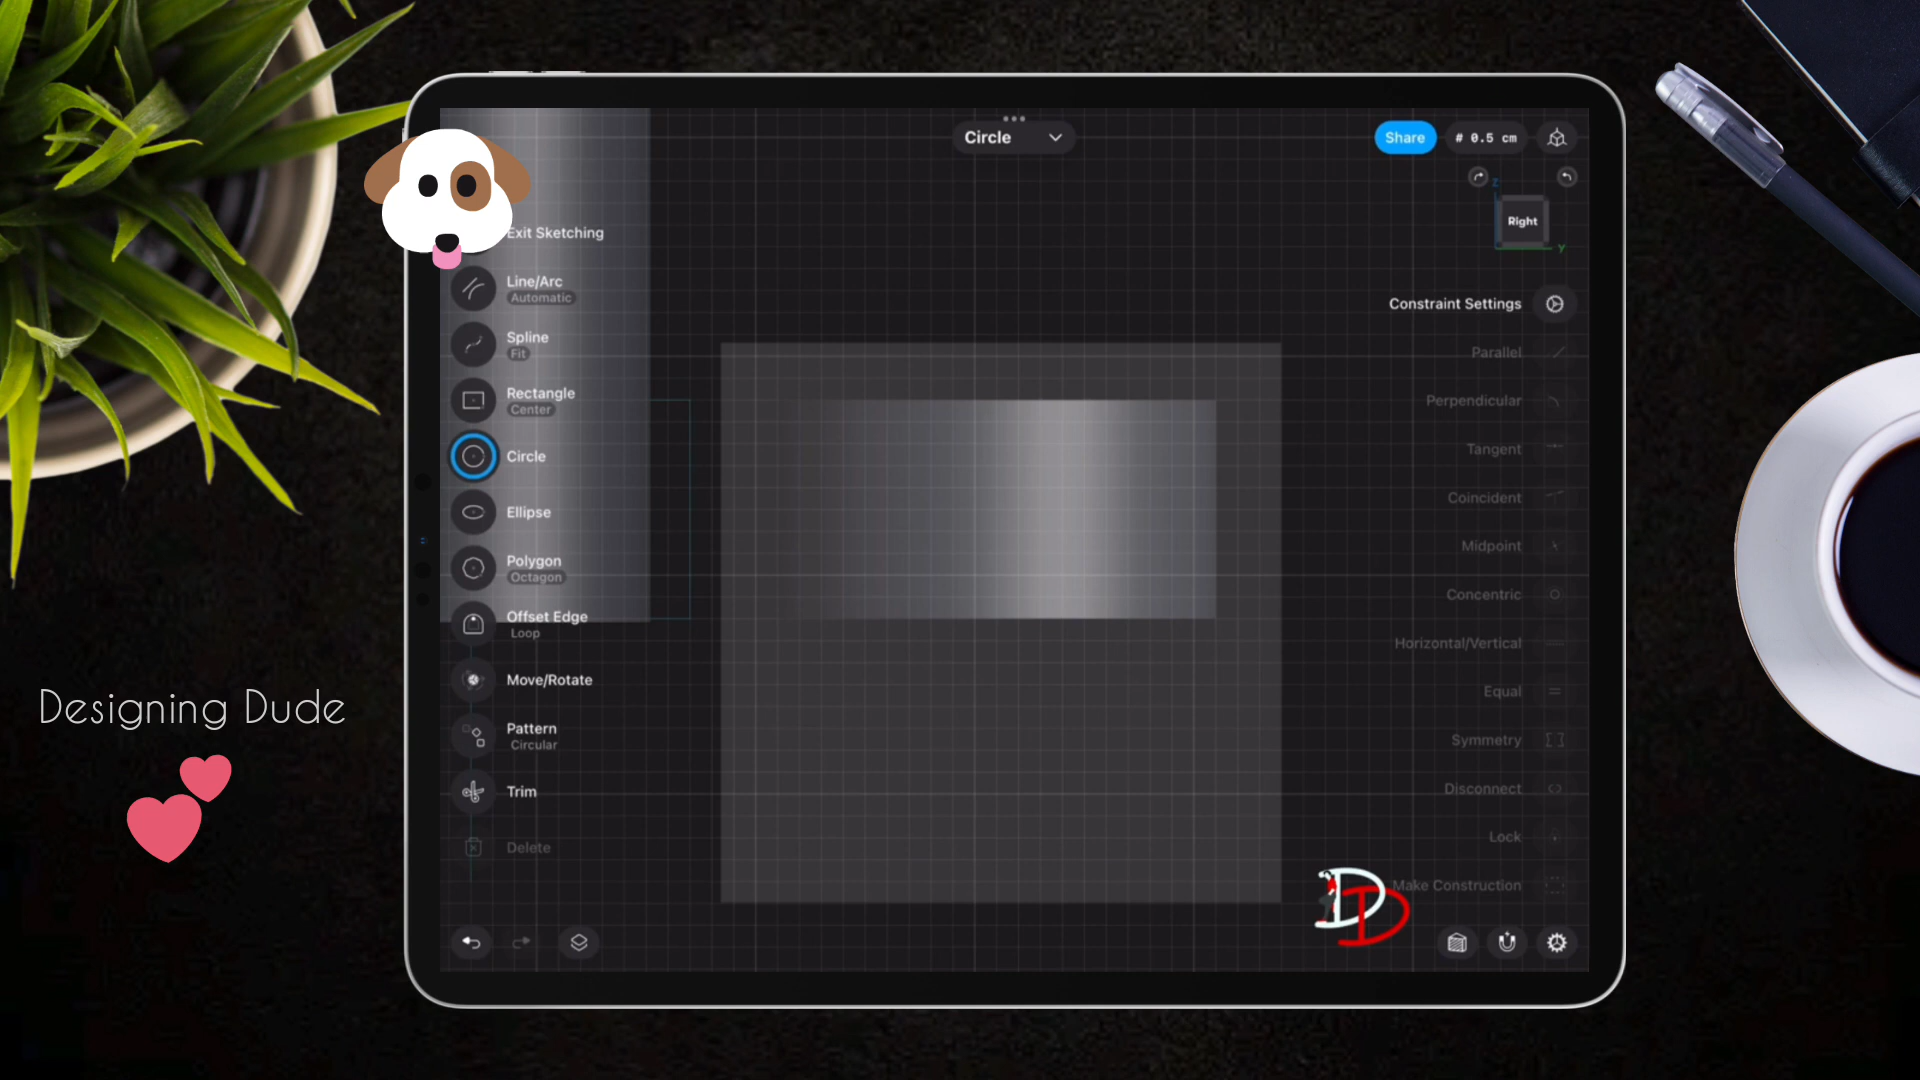 Circle
Share
# 0.5 cm
Z
Right
Y
Exit Sketching
Line/Arc
Automatic
Spline
Fit
Rectangle
Center
Circle
Ellipse
Polygon
Octagon
Offset Edge
Loop
Move/Rotate
Pattern
Circular
Trim
Delete
Constraint Settings
Parallel
Perpendicular
Tangent
Coincident
Midpoint
Concentric
Horizontal/Vertical
Equal
Symmetry
Disconnect
Lock
Make Construction
Designing Dude
DD